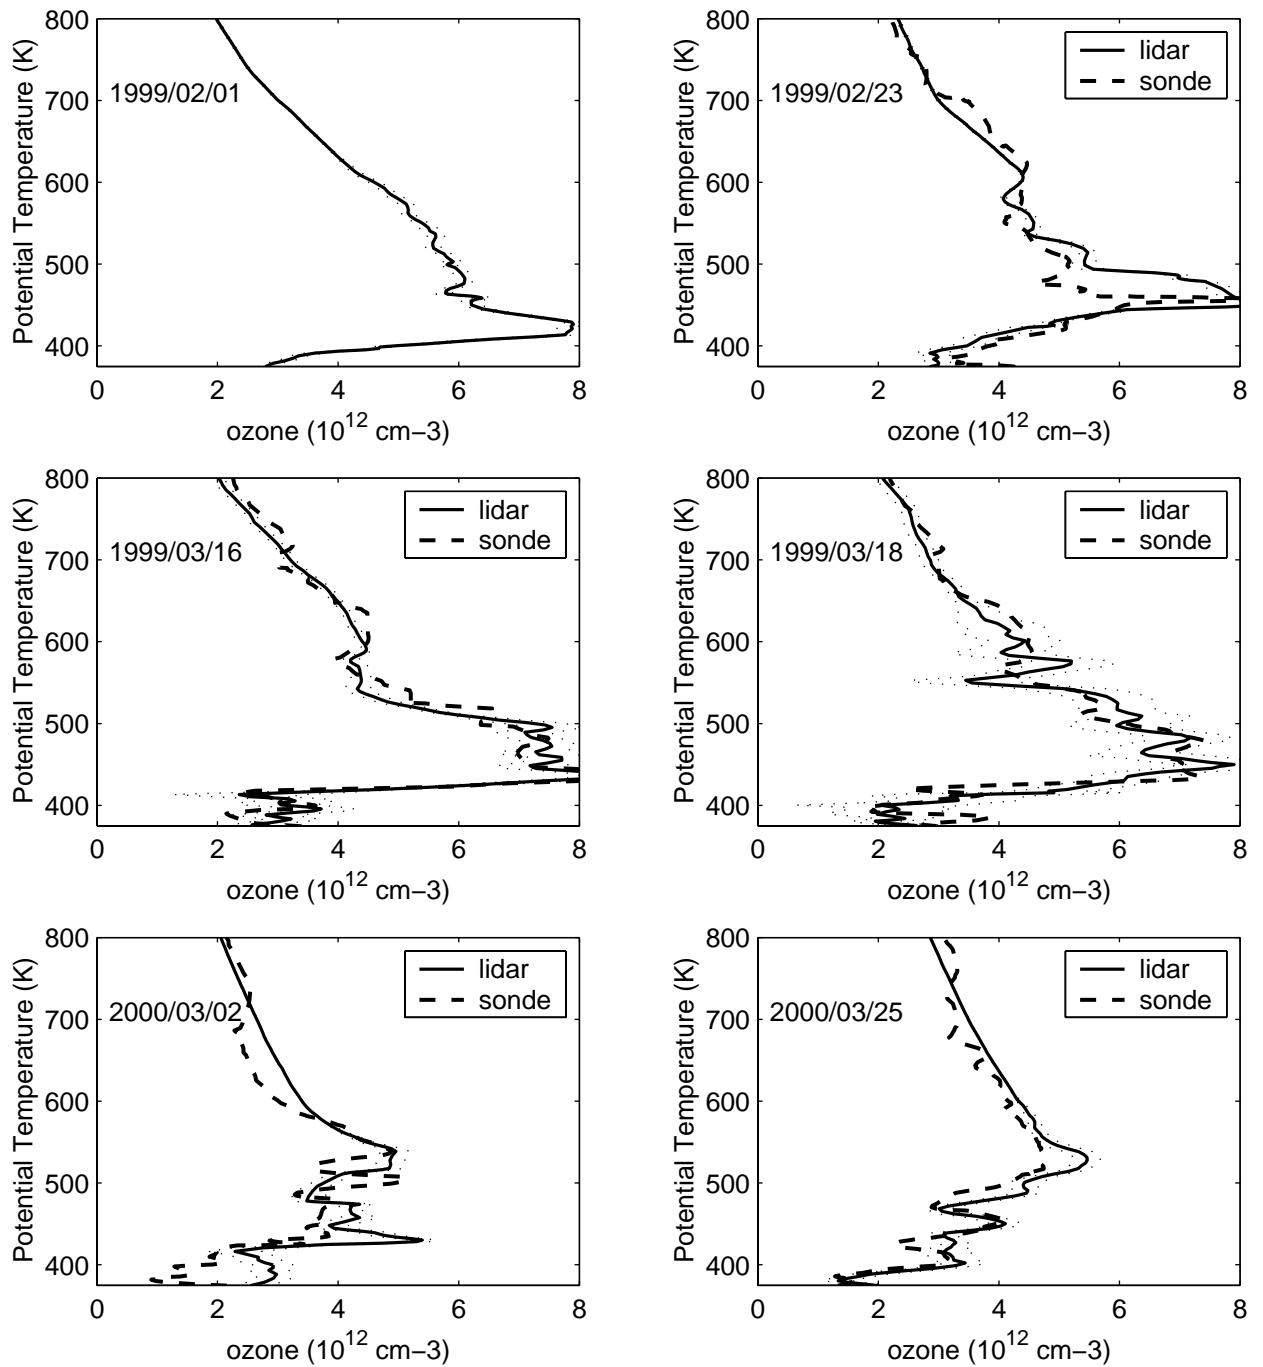 800
700
600
500
400
Potential Temperature (K)
1999/02/01
0 2 4 6 8
ozone (10^12 cm−3)
800
700
600
500
400
Potential Temperature (K)
1999/02/23
lidar
sonde
0 2 4 6 8
ozone (10^12 cm−3)
800
700
600
500
400
Potential Temperature (K)
1999/03/16
lidar
sonde
0 2 4 6 8
ozone (10^12 cm−3)
800
700
600
500
400
Potential Temperature (K)
1999/03/18
lidar
sonde
0 2 4 6 8
ozone (10^12 cm−3)
800
700
600
500
400
Potential Temperature (K)
2000/03/02
lidar
sonde
0 2 4 6 8
ozone (10^12 cm−3)
800
700
600
500
400
Potential Temperature (K)
2000/03/25
lidar
sonde
0 2 4 6 8
ozone (10^12 cm−3)